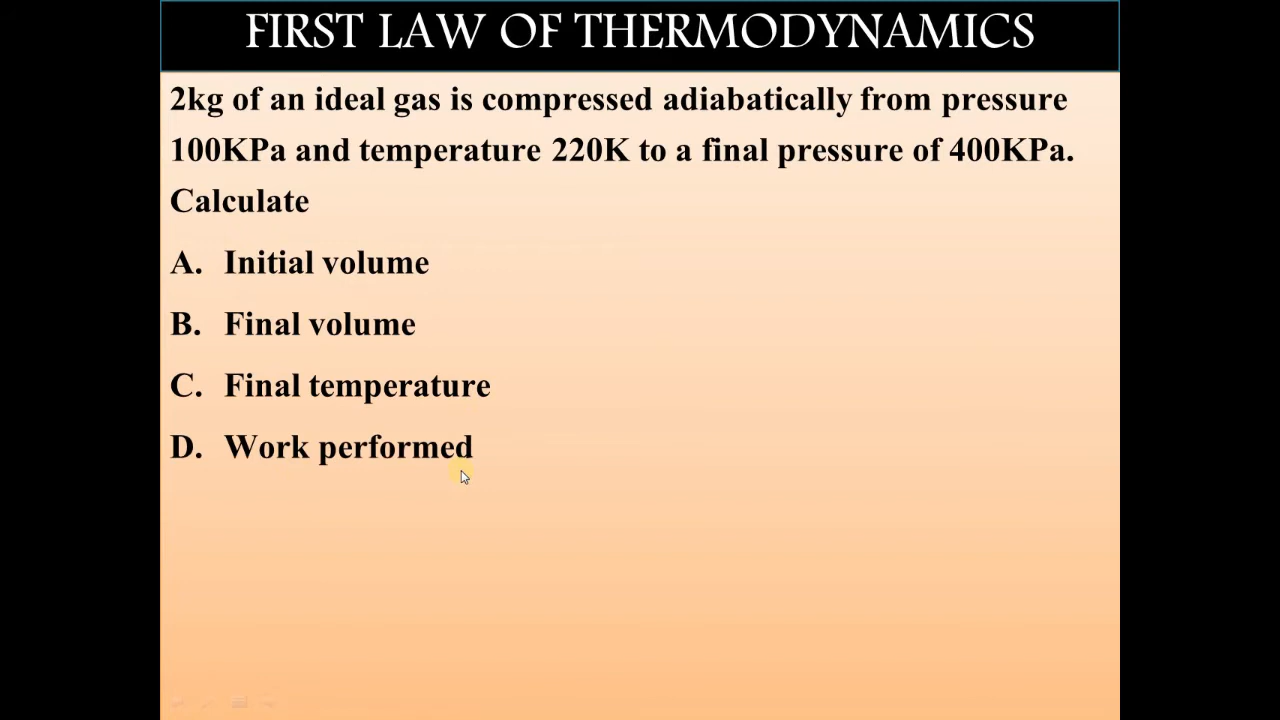 FIRST LAW OF THERMODYNAMICS
2kg of an ideal gas is compressed adiabatically from pressure
100KPa and temperature 220K to a final pressure of 400KPa.
Calculate
A. Initial volume
B. Final volume
C. Final temperature
D. Work performed